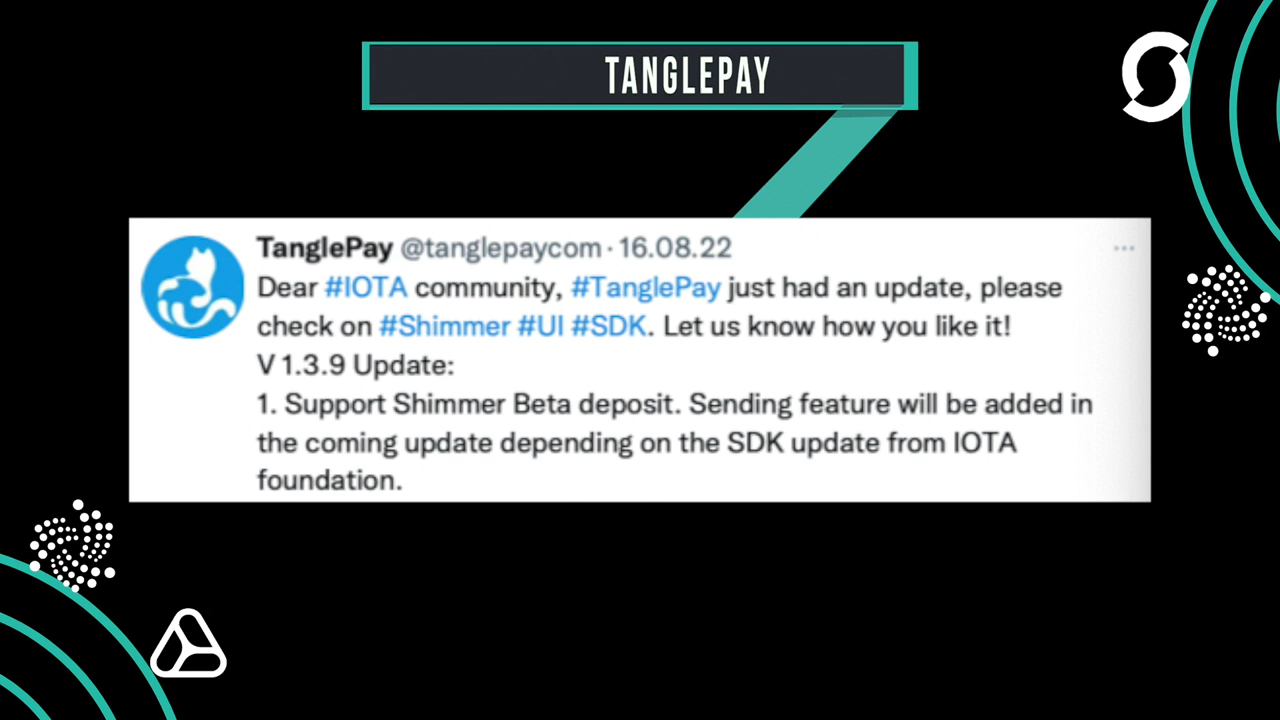 TANGLEPAY
TanglePay @tanglepaycom · 16.08.22
Dear #IOTA community, #TanglePay just had an update, please
check on #Shimmer #UI #SDK. Let us know how you like it!
V 1.3.9 Update:
1. Support Shimmer Beta deposit. Sending feature will be added in
the coming update depending on the SDK update from IOTA
foundation.